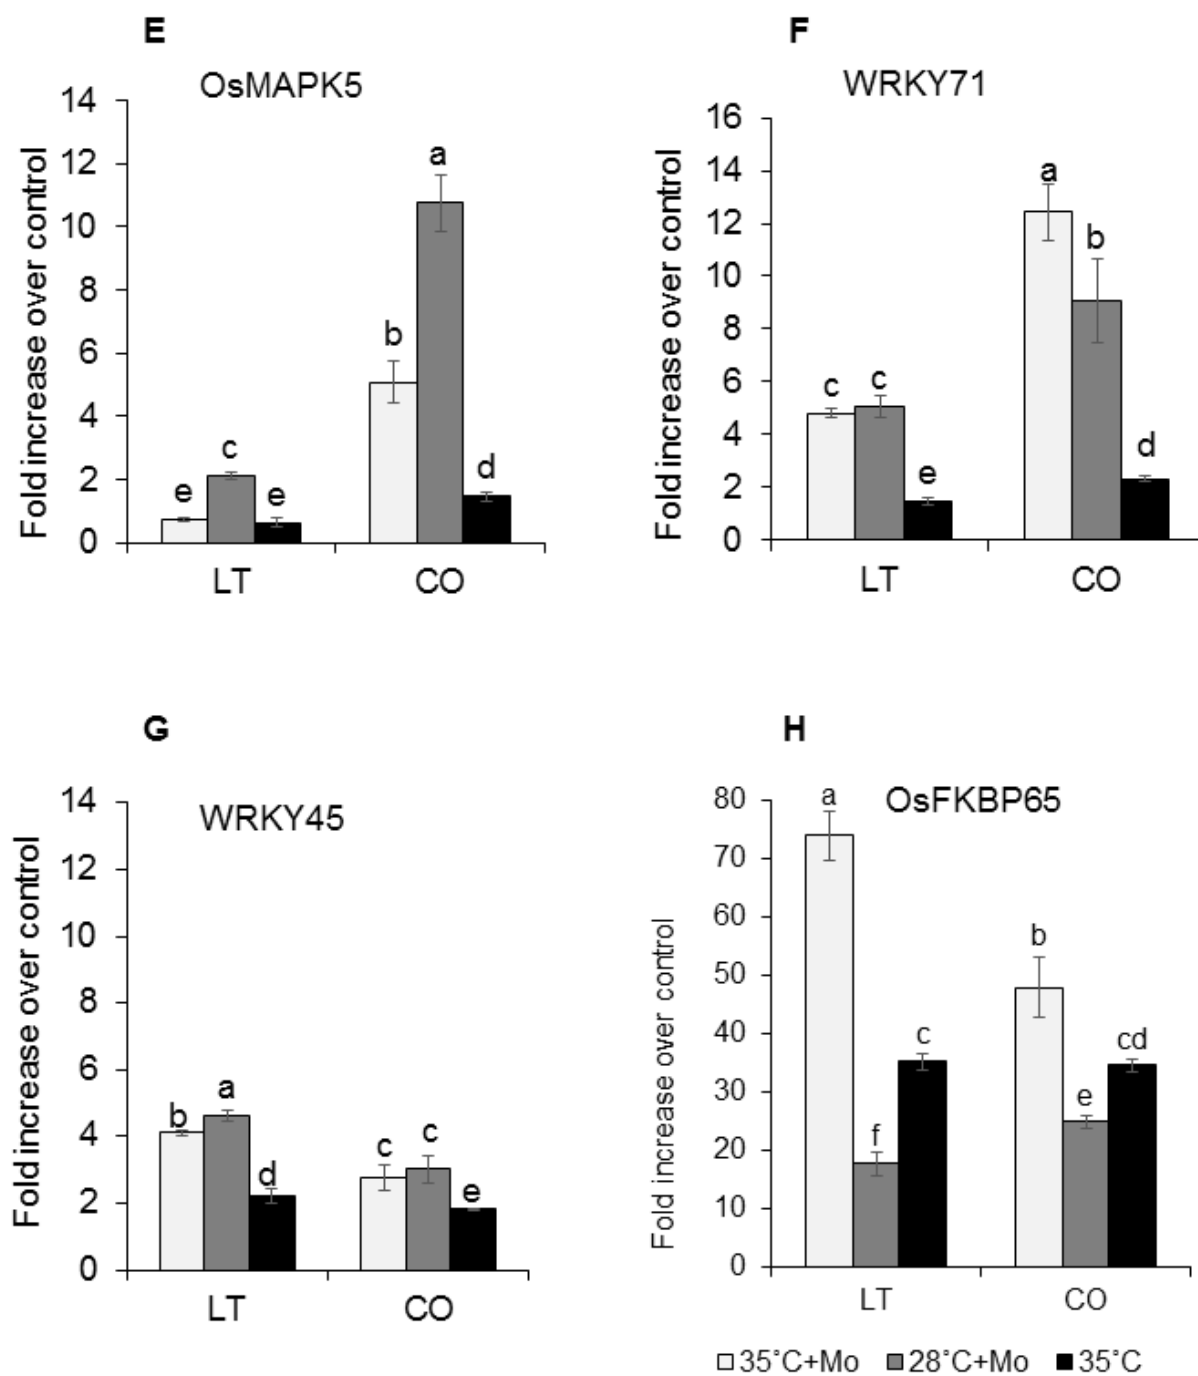 E
OsMAPK5
Fold increase over control
14
12
10
8
6
4
2
0
e
c
e
b
a
d
LT CO
F
WRKY71
Fold increase over control
16
14
12
10
8
6
4
2
0
c
c
e
a
b
d
LT CO
G
WRKY45
Fold increase over control
14
12
10
8
6
4
2
0
b
a
d
c
c
e
LT CO
H
OsFKBP65
Fold increase over control
80
70
60
50
40
30
20
10
0
a
f
c
b
e
cd
LT CO
35°C+Mo 28°C+Mo 35°C